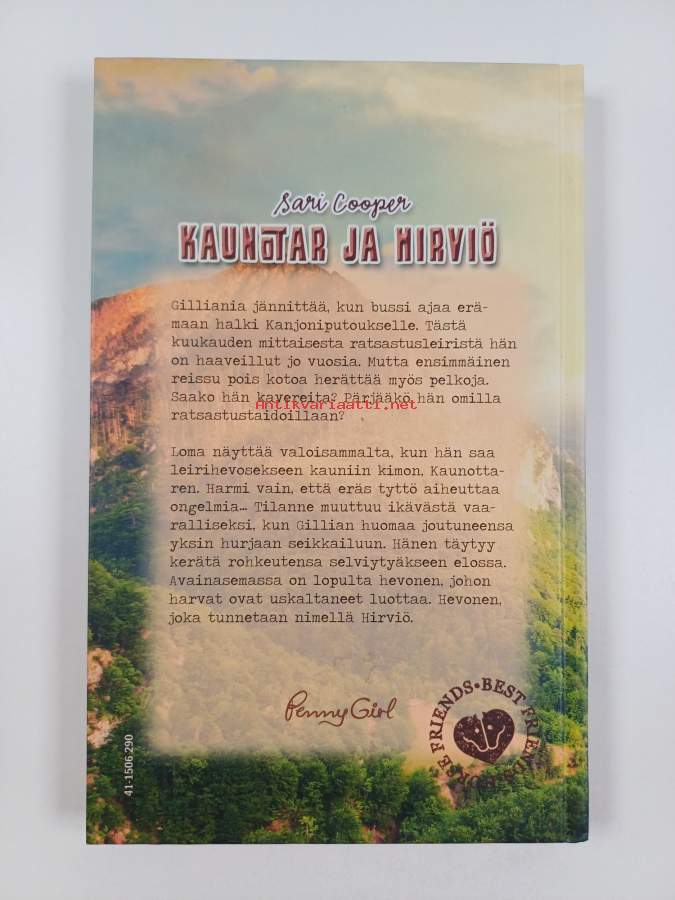 Sari Cooper
KAUNOTAR JA HIRVIÖ
Gilliania jännittää, kun bussi ajaa erä-
maan halki Kanjoniputoukselle. Tästä
kuukauden mittaisesta ratsastusleiristä hän
on haaveillut jo vuosia. Mutta ensimmäinen
reissu pois kotoa herättää myös pelkoja.
Saako hän kavereita? Pärjääkö hän omilla
Antikvariaatti.net
ratsastustaidoillaan?
Loma näyttää valoisammalta, kun hän saa
leirihevosekseen kauniin kimon, Kaunotta-
ren. Harmi vain, että eräs tyttö aiheuttaa
ongelmia… Tilanne muuttuu ikävästä vaa-
ralliseksi, kun Gillian huomaa joutuneensa
yksin hurjaan seikkailuun. Hänen täytyy
kerätä rohkeutensa selviytyäkseen elossa.
Avainasemassa on lopulta hevonen, johon
harvat ovat uskaltaneet luottaa. Hevonen,
joka tunnetaan nimellä Hirviö.
PennyGirl
BEST FRIENDS
FRIENDS
41-1506,290